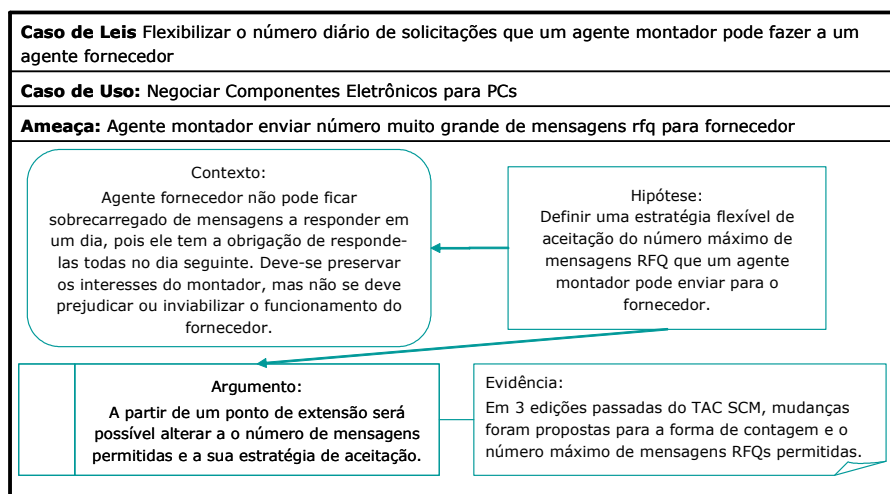 Caso de Leis Flexibilizar o número diário de solicitações que um agente montador pode fazer a um
agente fornecedor
Caso de Uso: Negociar Componentes Eletrônicos para PCs
Ameaça: Agente montador enviar número muito grande de mensagens rfq para fornecedor
Contexto:
Agente fornecedor não pode ficar
sobrecarregado de mensagens a responder em
um dia, pois ele tem a obrigação de responde-
las todas no dia seguinte. Deve-se preservar
os interesses do montador, mas não se deve
prejudicar ou inviabilizar o funcionamento do
fornecedor.
Hipótese:
Definir uma estratégia flexível de
aceitação do número máximo de
mensagens RFQ que um agente
montador pode enviar para o
fornecedor.
Argumento:
A partir de um ponto de extensão será
possível alterar a o número de mensagens
permitidas e a sua estratégia de aceitação.
Evidência:
Em 3 edições passadas do TAC SCM, mudanças
foram propostas para a forma de contagem e o
número máximo de mensagens RFQs permitidas.